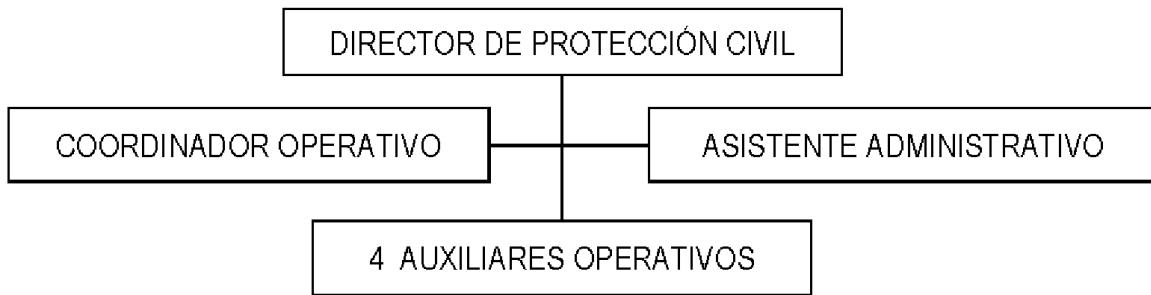 DIRECTOR DE PROTECCIÓN CIVIL
COORDINADOR OPERATIVO
ASISTENTE ADMINISTRATIVO
4 AUXILIARES OPERATIVOS